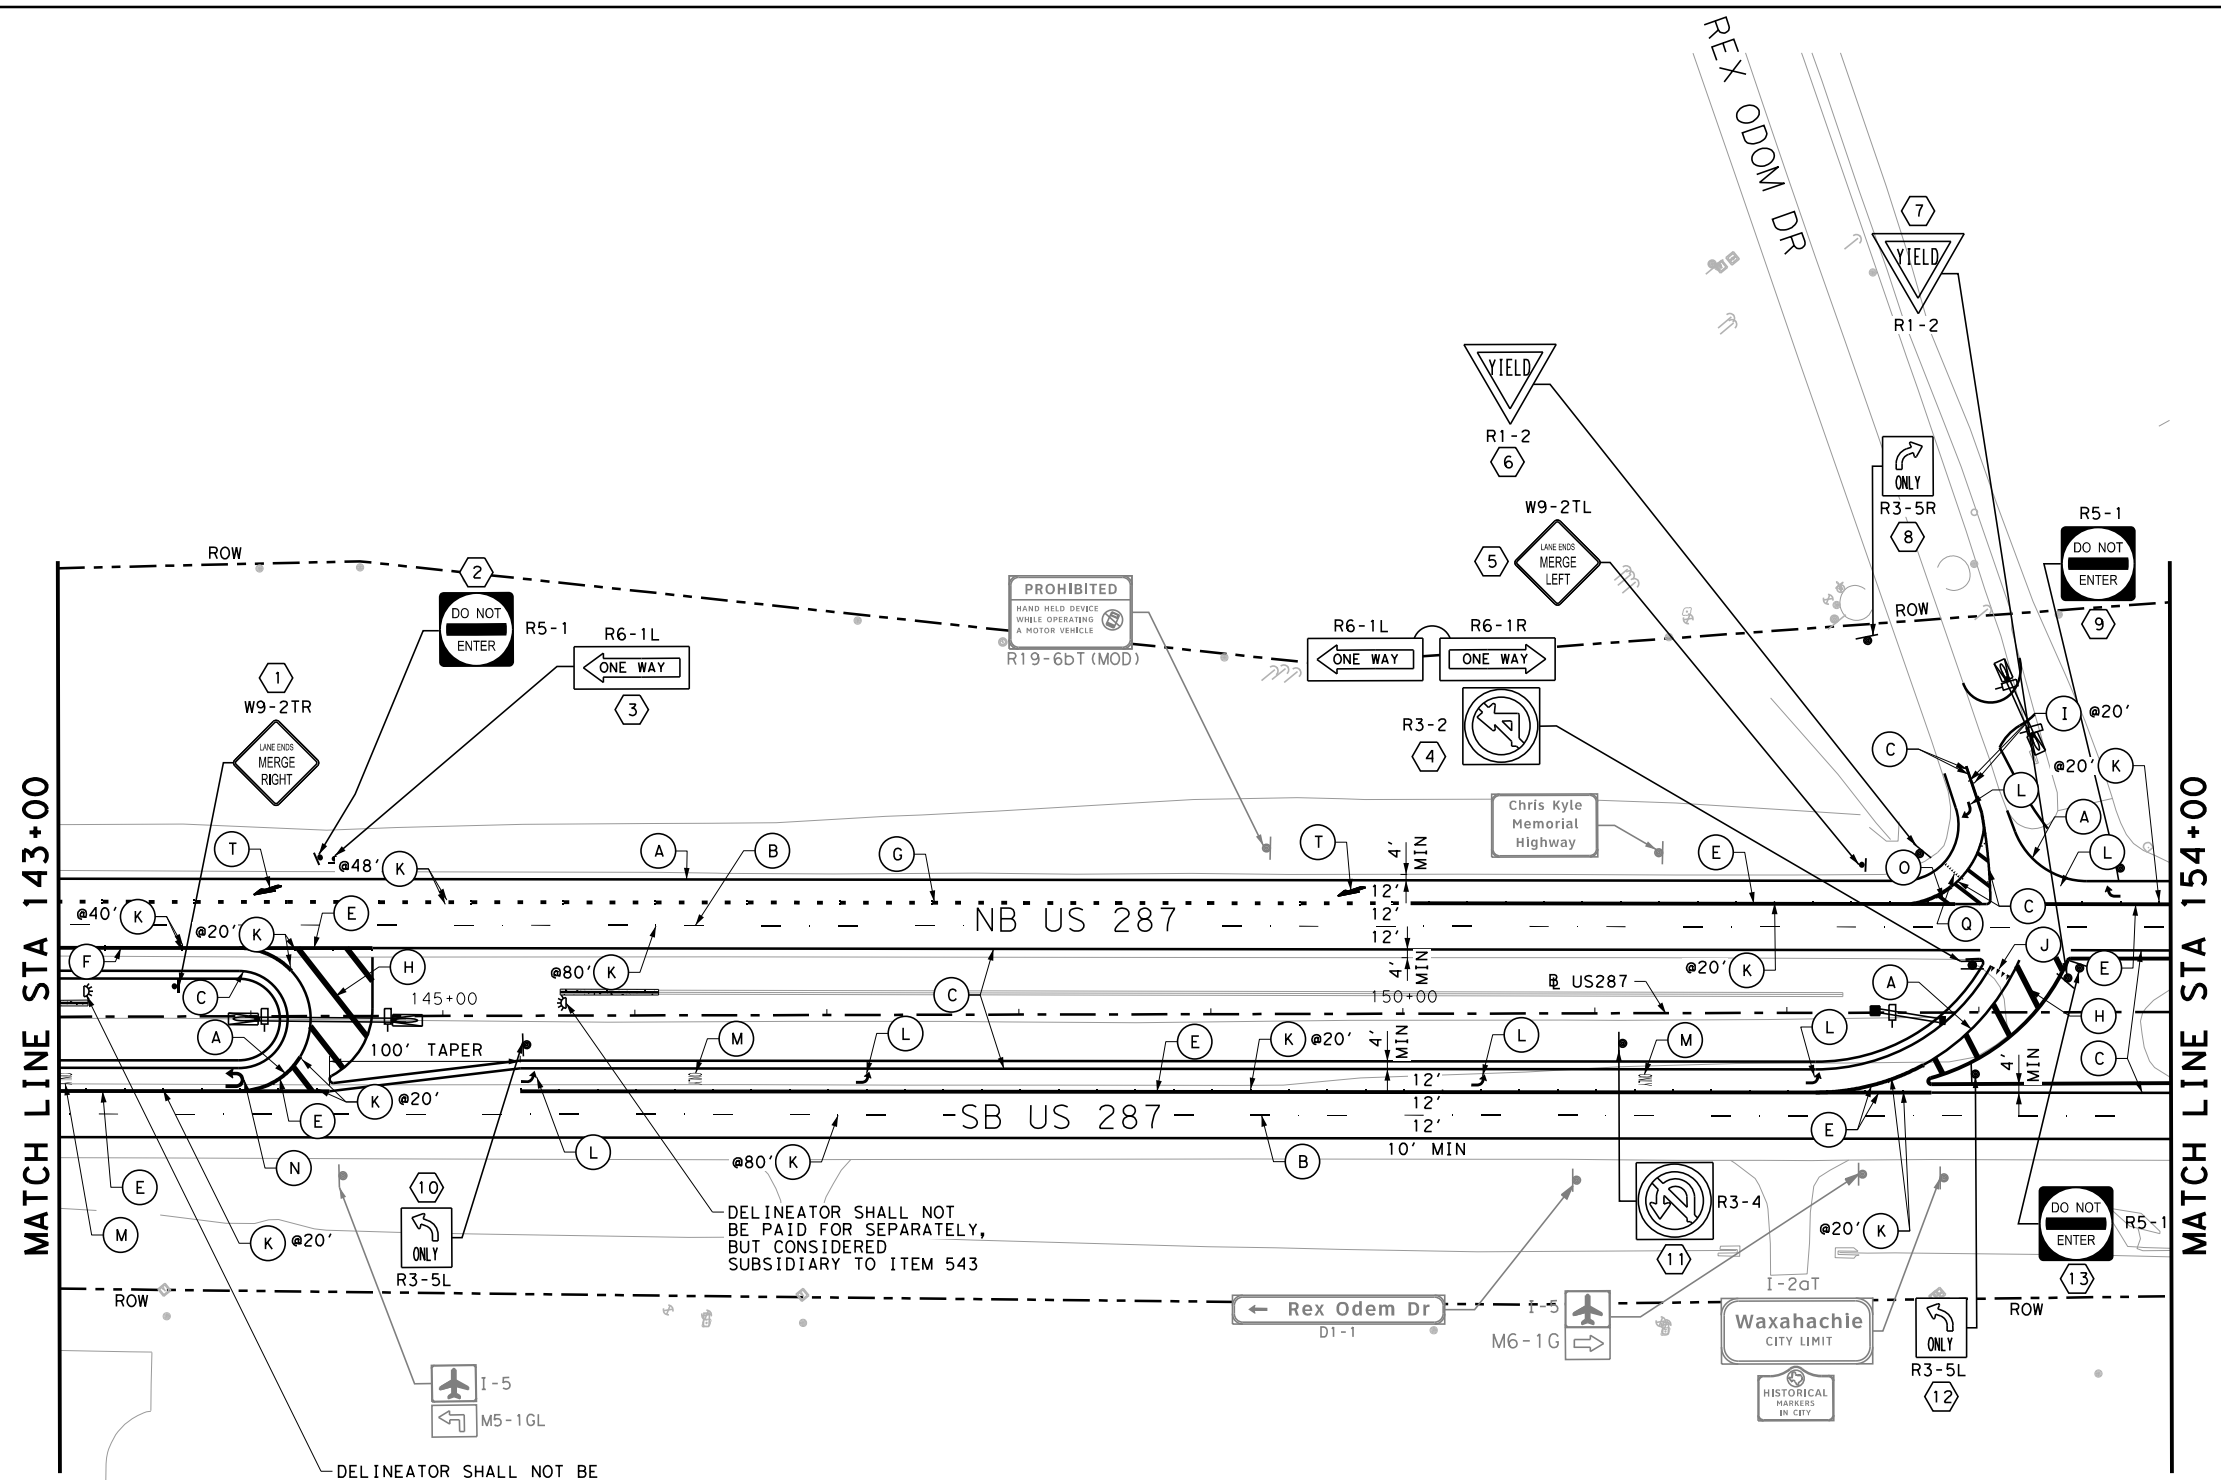 REX ODOM DR
7
YIELD
R1-2
YIELD
R1-2
6
ONLY
R3-5R
8
R5-1
DO NOT
ENTER
9
W9-2TL
5
LANE ENDS
MERGE
LEFT
ROW
2
DO NOT
ENTER
R5-1
R6-1L
ONE WAY
3
1
W9-2TR
LANE ENDS
MERGE
RIGHT
PROHIBITED
HAND HELD DEVICE
WHILE OPERATING
A MOTOR VEHICLE
R19-6bT(MOD)
R6-1L
ONE WAY
R6-1R
ONE WAY
R3-2
4
ROW
I @20'
C
@20' K
L
A
L
Chris Kyle
Memorial
Highway
MATCH LINE STA 143+00
MATCH LINE STA 154+00
T
@48' K
A
B
G
T
4'
MIN
E
O
12'
12'
12'
4'
MIN
NB US 287
@40' K
@20' K
E
F
H
C
Q
J
E
@80' K
C
@20' K
A
145+00
150+00
B US287
A
L
H
C
100' TAPER
M
L
E
K @20'
4'
MIN
L
M
4'
MIN
K @20'
E
12'
12'
12'
10' MIN
SB US 287
E
N
L
@80' K
B
E
M
K @20'
10
ONLY
R3-5L
DELINEATOR SHALL NOT
BE PAID FOR SEPARATELY,
BUT CONSIDERED
SUBSIDIARY TO ITEM 543
R3-4
11
@20' K
DO NOT
ENTER
R5-1
13
ROW
← Rex Odem Dr
D1-1
I-5
M6-1G
I-2aT
Waxahachie
CITY LIMIT
HISTORICAL
MARKERS
IN CITY
ONLY
R3-5L
12
ROW
I-5
M5-1GL
DELINEATOR SHALL NOT BE